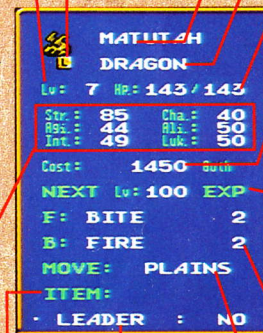 MATUTAH
L
DRAGON
Lv: 7 HP: 143/143
Str.: 85 Cha.: 40
Agi.: 44 Ali.: 50
Int.: 49 Luk.: 50
Cost: 1450 Goth
NEXT Lv: 100 EXP
F: BITE 2
B: FIRE 2
MOVE: PLAINS
ITEM:
· LEADER : NO